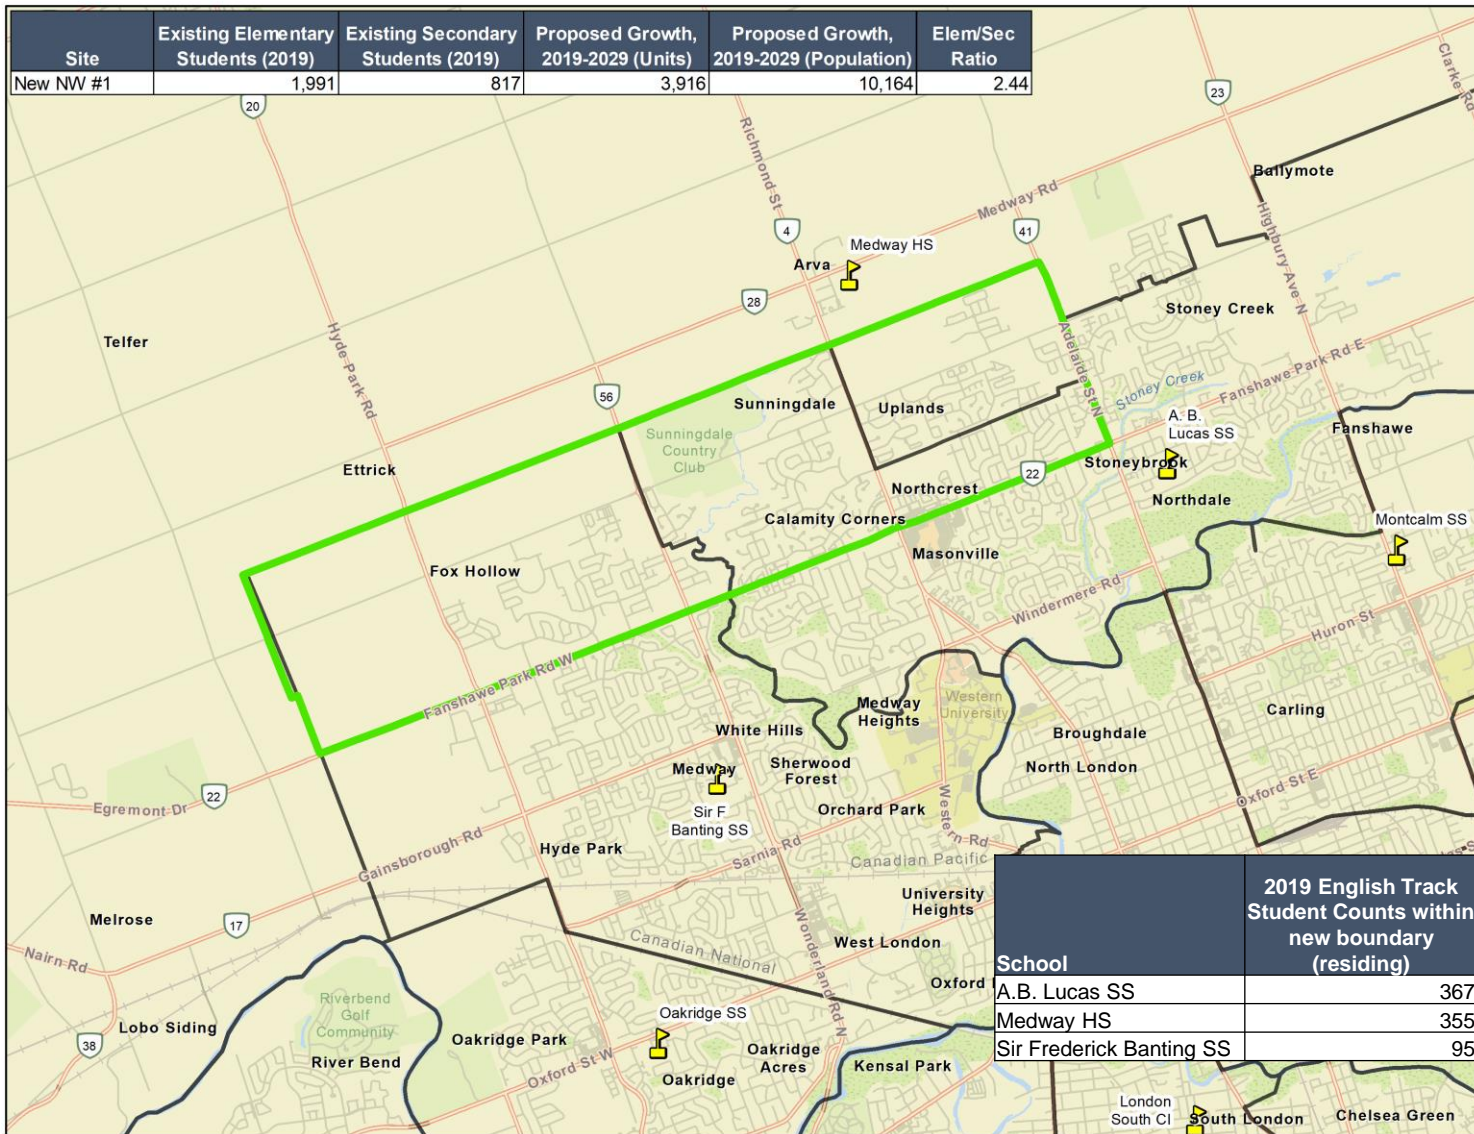 Site
Existing Elementary Students (2019)
Existing Secondary Students (2019)
Proposed Growth, 2019-2029 (Units)
Proposed Growth, 2019-2029 (Population)
Elem/Sec Ratio
New NW #1 1,991 817 3,916 10,164 2.44
20
Richmond St
23
Clarke Rd
Ballymote
Medway Rd
Highbury Ave N
4
41
Medway HS
Arva
28
Stoney Creek
Telfer
Hyde Park Rd
Adelaide St N
Fanshawe Park Rd E
56
Sunningdale
Uplands
Stoney Creek
A. B.
Lucas SS
Fanshawe
Sunningdale
Country
Club
Ettrick
Stoneybrook
22
Northcrest
Northdale
Calamity Corners
Montcalm SS
Masonville
Fox Hollow
Windermere Rd
Huron St
Fanshawe Park Rd W
Medway
Heights
Western
University
Carling
White Hills
Broughdale
Sherwood
Forest
North London
Medway
Oxford St E
22
Egremont Dr
Orchard Park
Sir F
Banting SS
Western Rd
Gainsborough Rd
Hyde Park
Sarnia Rd
Canadian Pacific
University
Heights
Melrose
17
Wonderland Rd N
West London
Canadian National
Nairn Rd
Oxford
Riverbend
Golf
Community
Lobo Siding
38
River Bend
Oakridge Park
Oakridge SS
Oakridge
Acres
Oxford St W
Oakridge
Kensal Park
School
2019 English Track
Student Counts within
new boundary
(residing)
A.B. Lucas SS 367
Medway HS 355
Sir Frederick Banting SS 95
London
South CI
South London
Chelsea Green